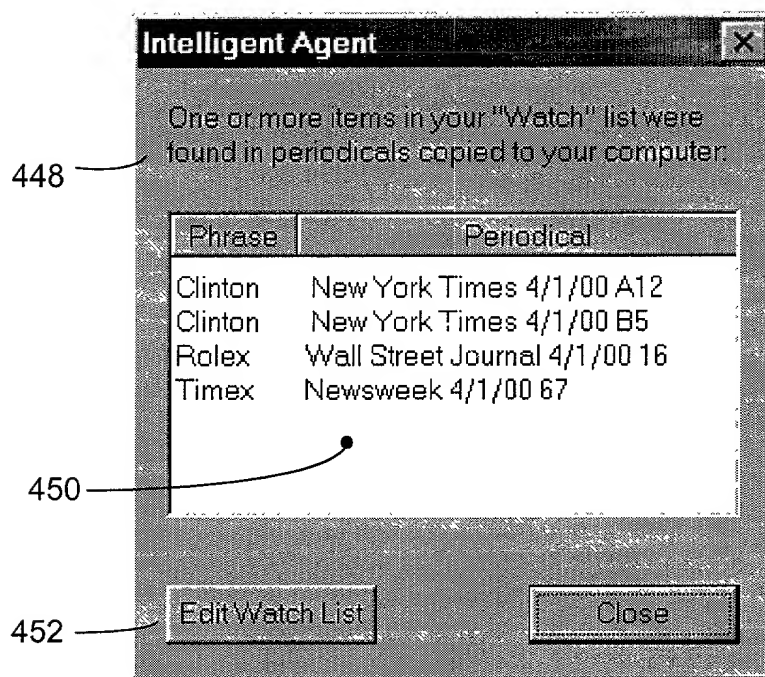 Intelligent Agent
One or more items in your "Watch" list were
found in periodicals copied to your computer:
448
Phrase Periodical
Clinton New York Times 4/1/00 A12
Clinton New York Times 4/1/00 B5
Rolex Wall Street Journal 4/1/00 16
Timex Newsweek 4/1/00 67
450
Edit Watch List Close
452